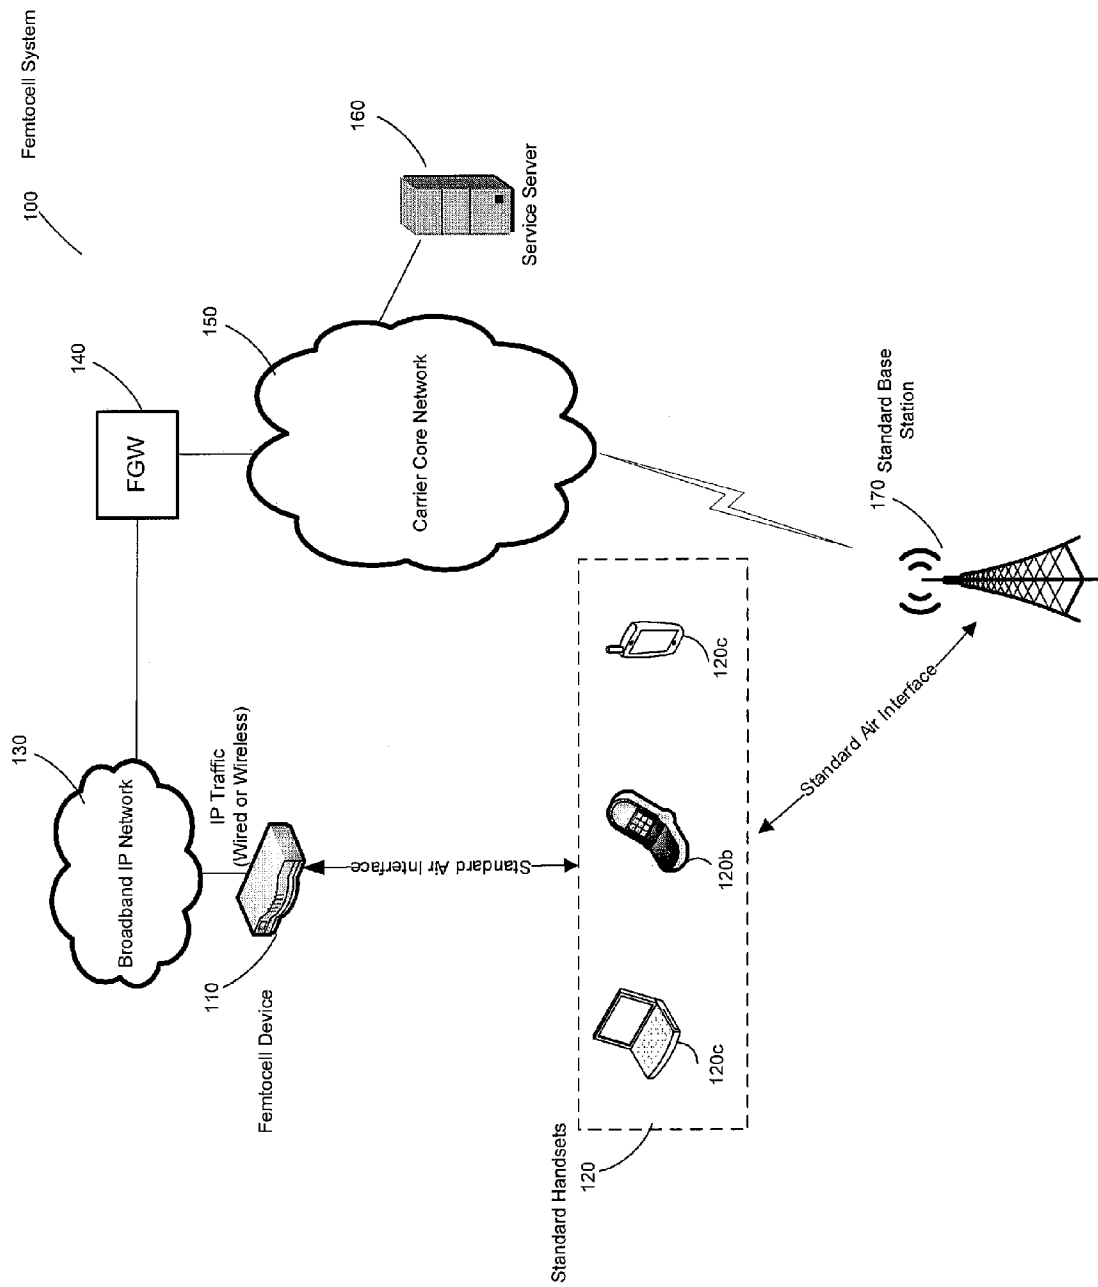 100 Femtocell System
160
Service Server
150
140
FGW
Carrier Core Network
170 Standard Base
Station
130
Broadband IP Network
IP Traffic
(Wired or Wireless)
110
Femtocell Device
Standard Air Interface
Standard Air Interface
Standard Handsets
120
120c
120b
120c